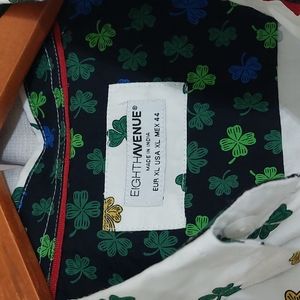 EIGHTHAVENUE®
MADE IN INDIA
EUR XL USA XL MEX 44